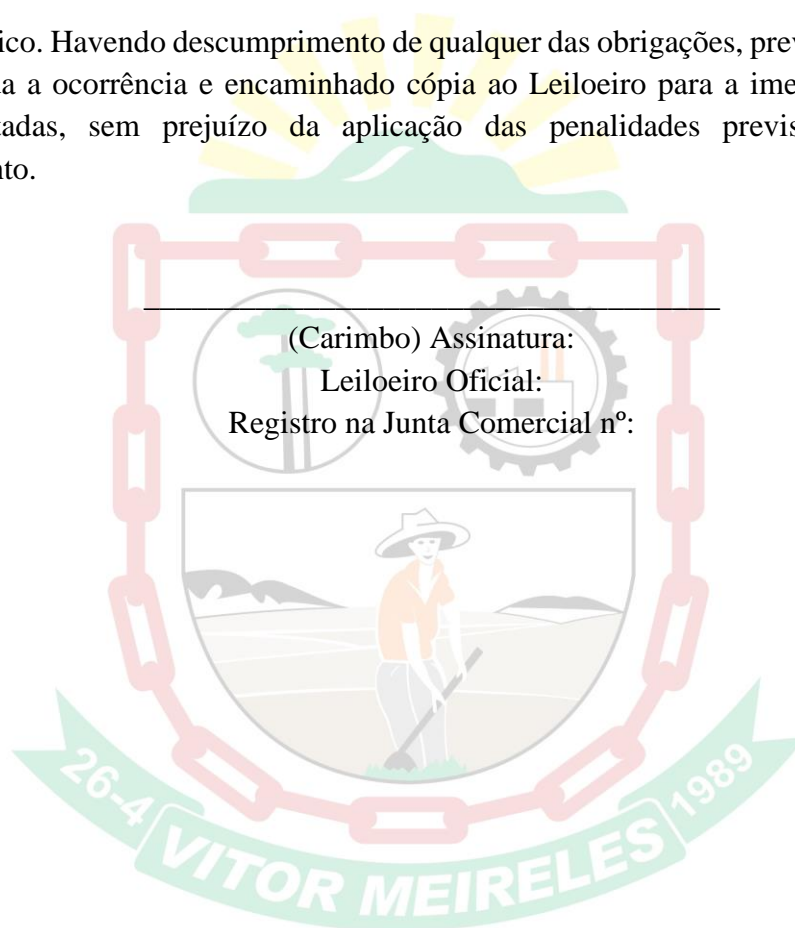 ico. Havendo descumprimento de qualquer das obrigações, prev
a a ocorrência e encaminhado cópia ao Leiloeiro para a ime
tadas, sem prejuízo da aplicação das penalidades previs
nto.
(Carimbo) Assinatura:
Leiloeiro Oficial:
Registro na Junta Comercial nº:
26-4 VITOR MEIRELES 1989